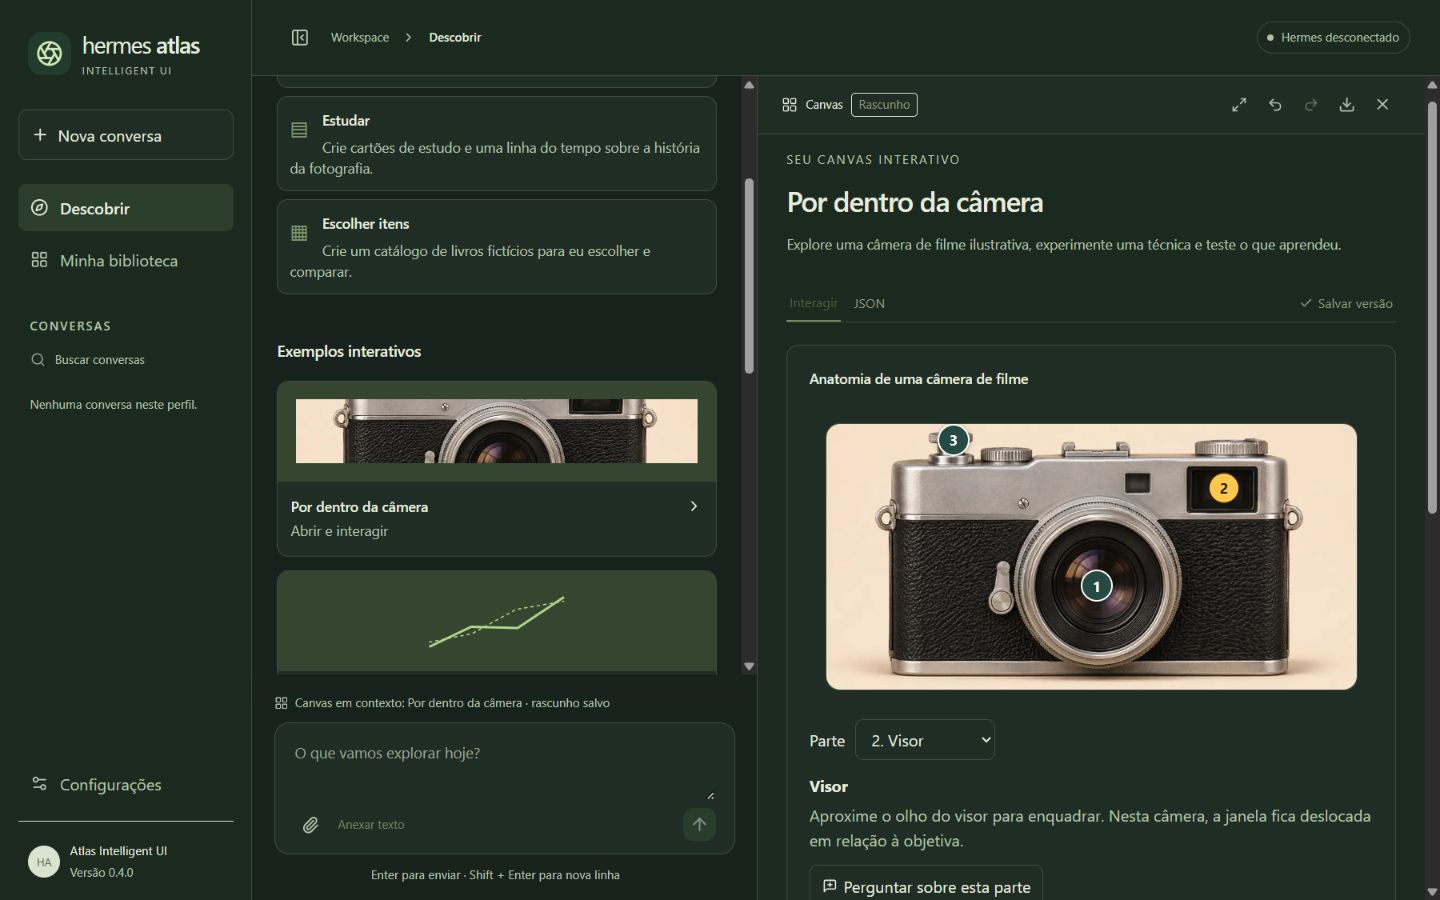 hermes atlas
INTELLIGENT UI
Nova conversa
Descobrir
Minha biblioteca
CONVERSAS
Buscar conversas
Nenhuma conversa neste perfil.
Configurações
HA
Atlas Intelligent UI
Versão 0.4.0
Workspace
Descobrir
Hermes desconectado
Estudar
Crie cartões de estudo e uma linha do tempo sobre a história
da fotografia.
Escolher itens
Crie um catálogo de livros fictícios para eu escolher e
comparar.
Exemplos interativos
Por dentro da câmera
Abrir e interagir
Canvas em contexto: Por dentro da câmera · rascunho salvo
O que vamos explorar hoje?
Anexar texto
Enter para enviar · Shift + Enter para nova linha
Canvas
Rascunho
SEU CANVAS INTERATIVO
Por dentro da câmera
Explore uma câmera de filme ilustrativa, experimente uma técnica e teste o que aprendeu.
Interagir
JSON
Salvar versão
Anatomia de uma câmera de filme
3
2
1
Parte
2. Visor
Visor
Aproxime o olho do visor para enquadrar. Nesta câmera, a janela fica deslocada
em relação à objetiva.
Perguntar sobre esta parte